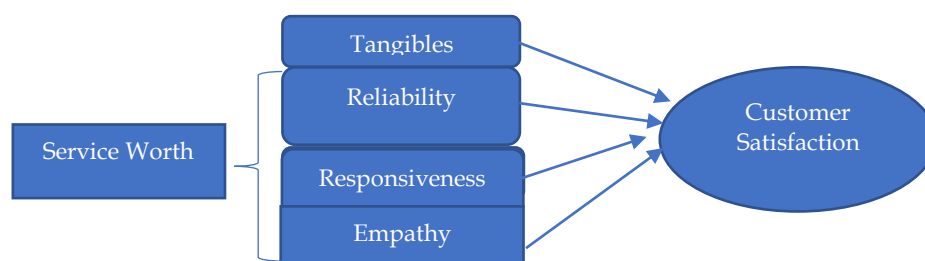 Tangibles
Reliability
Service Worth
Responsiveness
Empathy
Customer
Satisfaction